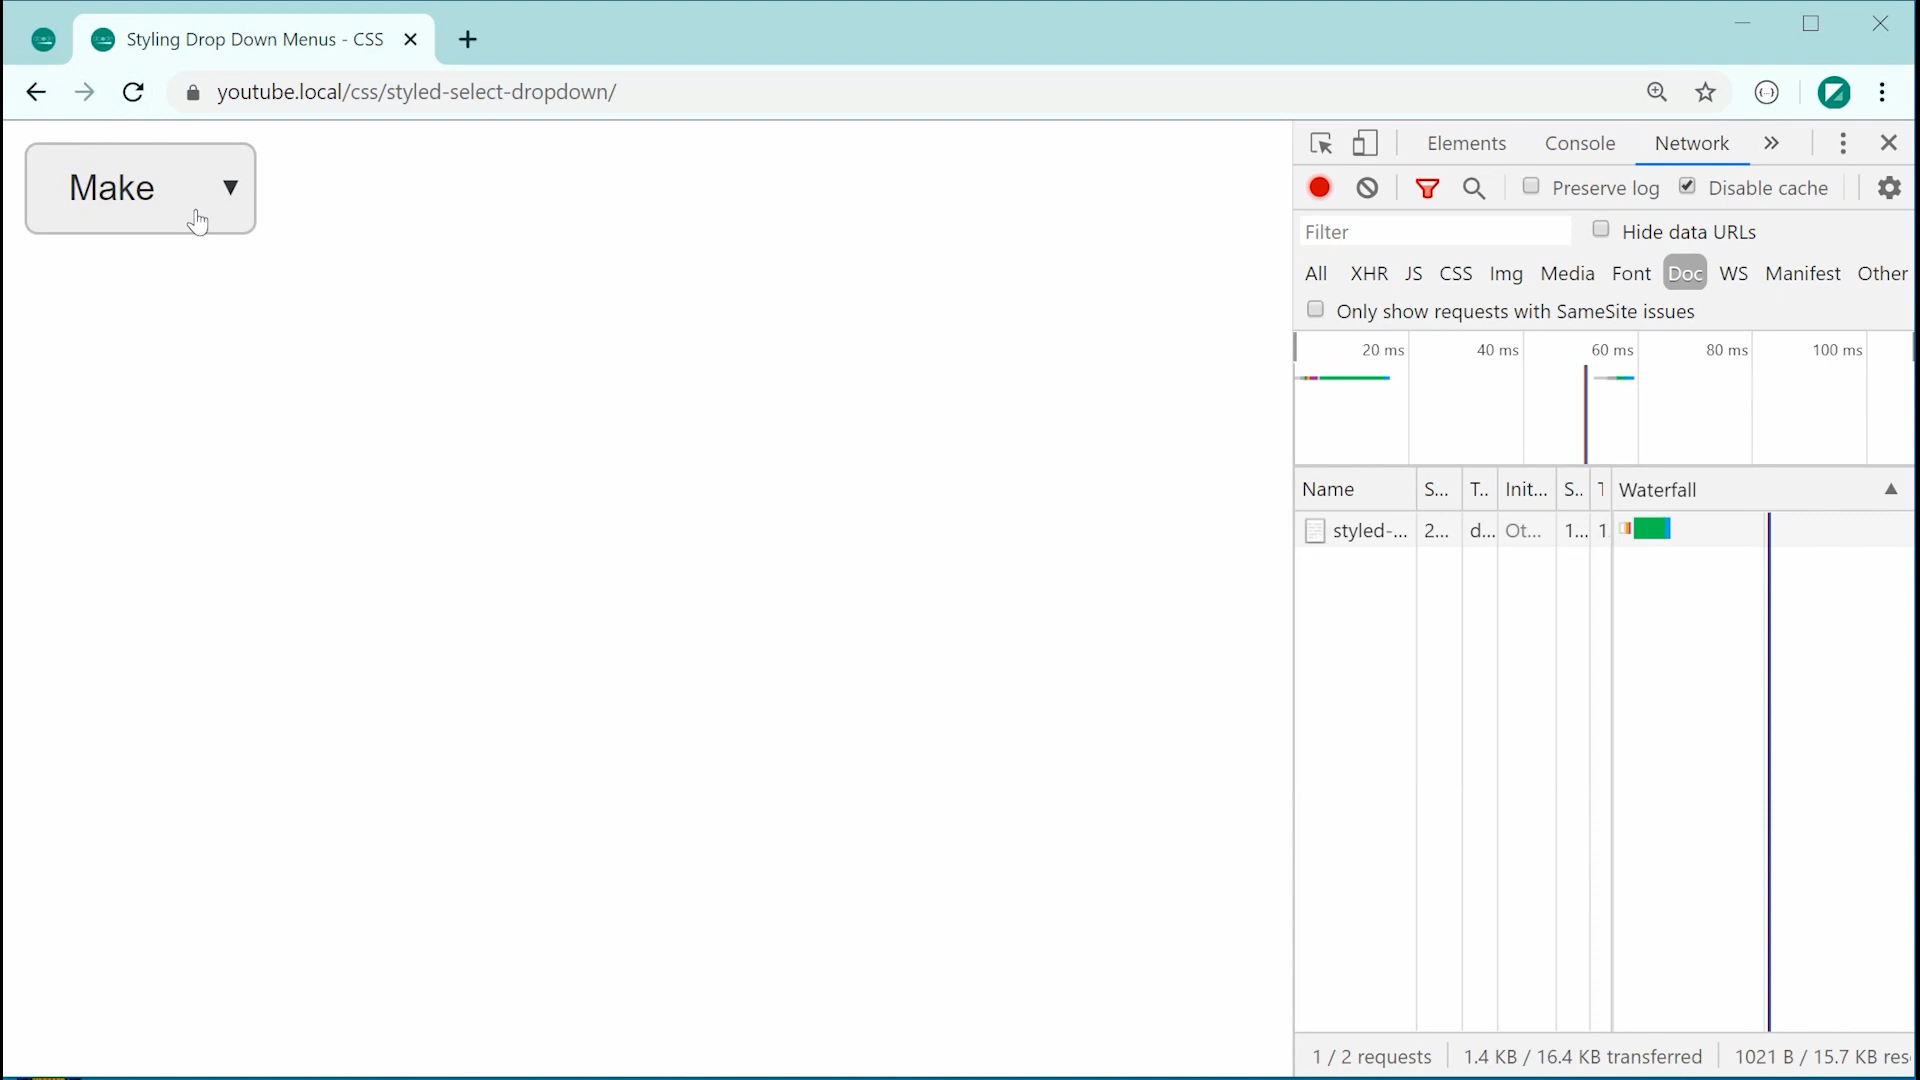 Styling Drop Down Menus - CSS
youtube.local/css/styled-select-dropdown/
Make
Elements Console Network
Preserve log Disable cache
Filter Hide data URLs
All XHR JS CSS Img Media Font Doc WS Manifest Other
Only show requests with SameSite issues
20 ms 40 ms 60 ms 80 ms 100 ms
Name S... T.. Init... S.. T Waterfall
styled-... 2... d... Ot... 1... 1
1 / 2 requests 1.4 KB / 16.4 KB transferred 1021 B / 15.7 KB res